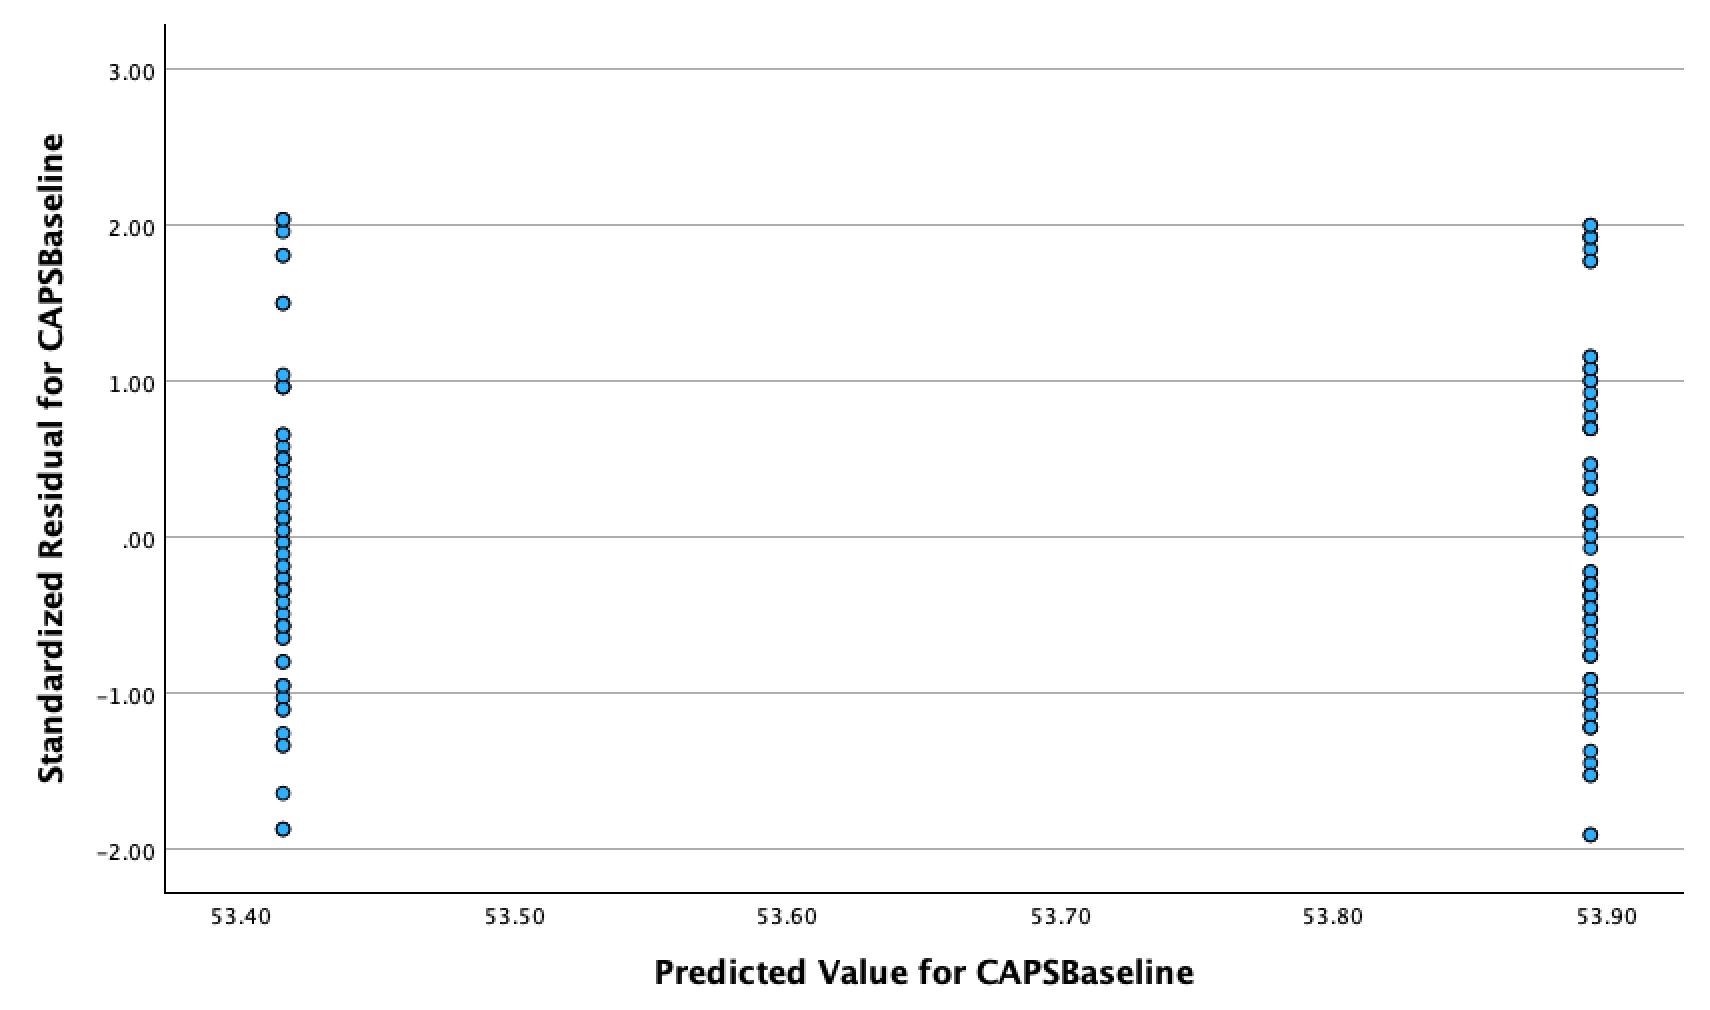 Standardized Residual for CAPSBaseline
3.00
2.00
1.00
.00
-1.00
-2.00
53.40 53.50 53.60 53.70 53.80 53.90
Predicted Value for CAPSBaseline